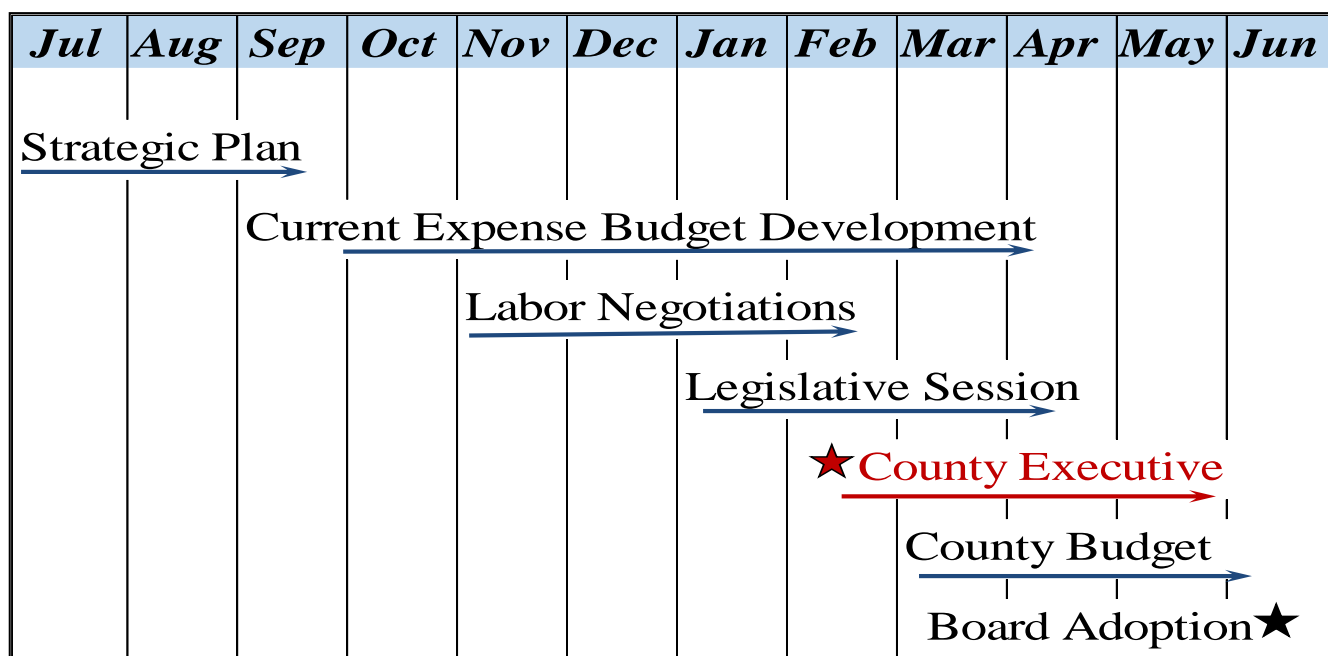 Jul Aug Sep Oct Nov Dec Jan Feb Mar Apr May Jun
Strategic Plan
Current Expense Budget Development
Labor Negotiations
Legislative Session
County Executive
County Budget
Board Adoption